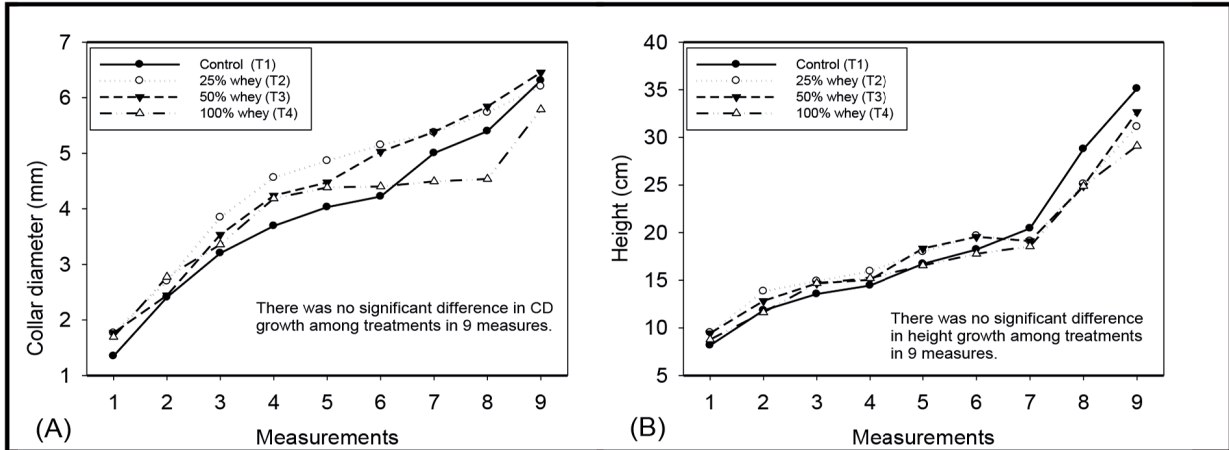 7
6
5
4
3
2
1
Collar diameter (mm)
Control (T1)
25% whey (T2)
50% whey (T3)
100% whey (T4)
There was no significant difference in CD
growth among treatments in 9 measures.
1 2 3 4 5 6 7 8 9
Measurements
(A)
40
35
30
25
20
15
10
5
Height (cm)
Control (T1)
25% whey (T2)
50% whey (T3)
100% whey (T4)
There was no significant difference
in height growth among treatments
in 9 measures.
1 2 3 4 5 6 7 8 9
Measurements
(B)